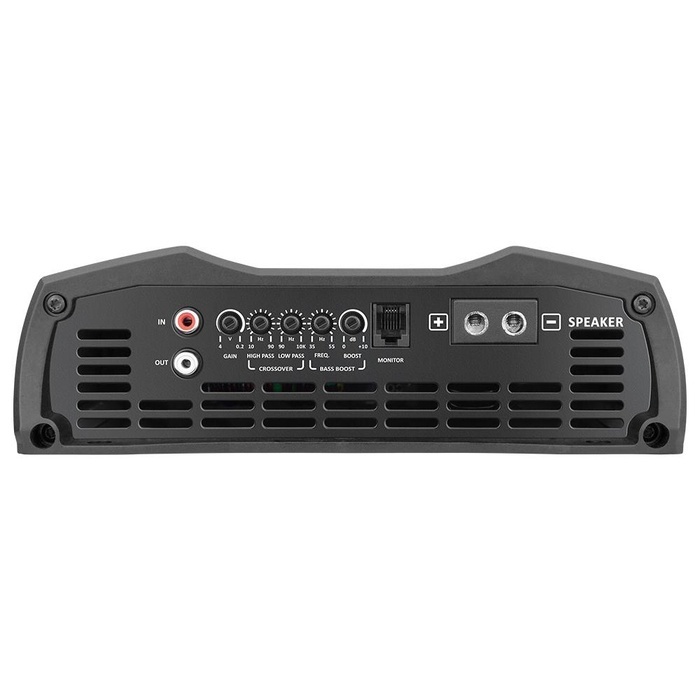 IN
OUT
4 V 0.2 10 Hz 90 90 Hz 10K 35 Hz 55 0 dB +10
GAIN HIGH PASS LOW PASS FREQ. BOOST
CROSSOVER BASS BOOST
MONITOR
+ − SPEAKER